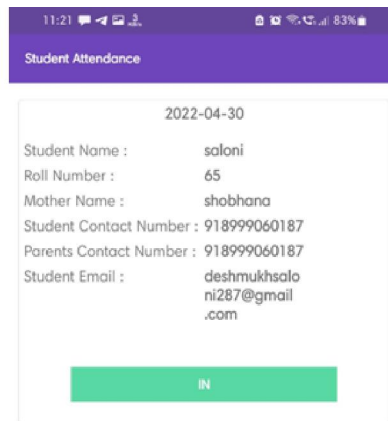 11:21 83%
Student Attendance
2022-04-30
Student Name : saloni
Roll Number : 65
Mother Name : shobhana
Student Contact Number : 918999060187
Parents Contact Number : 918999060187
Student Email : deshmukhsalo
ni287@gmail
.com
IN